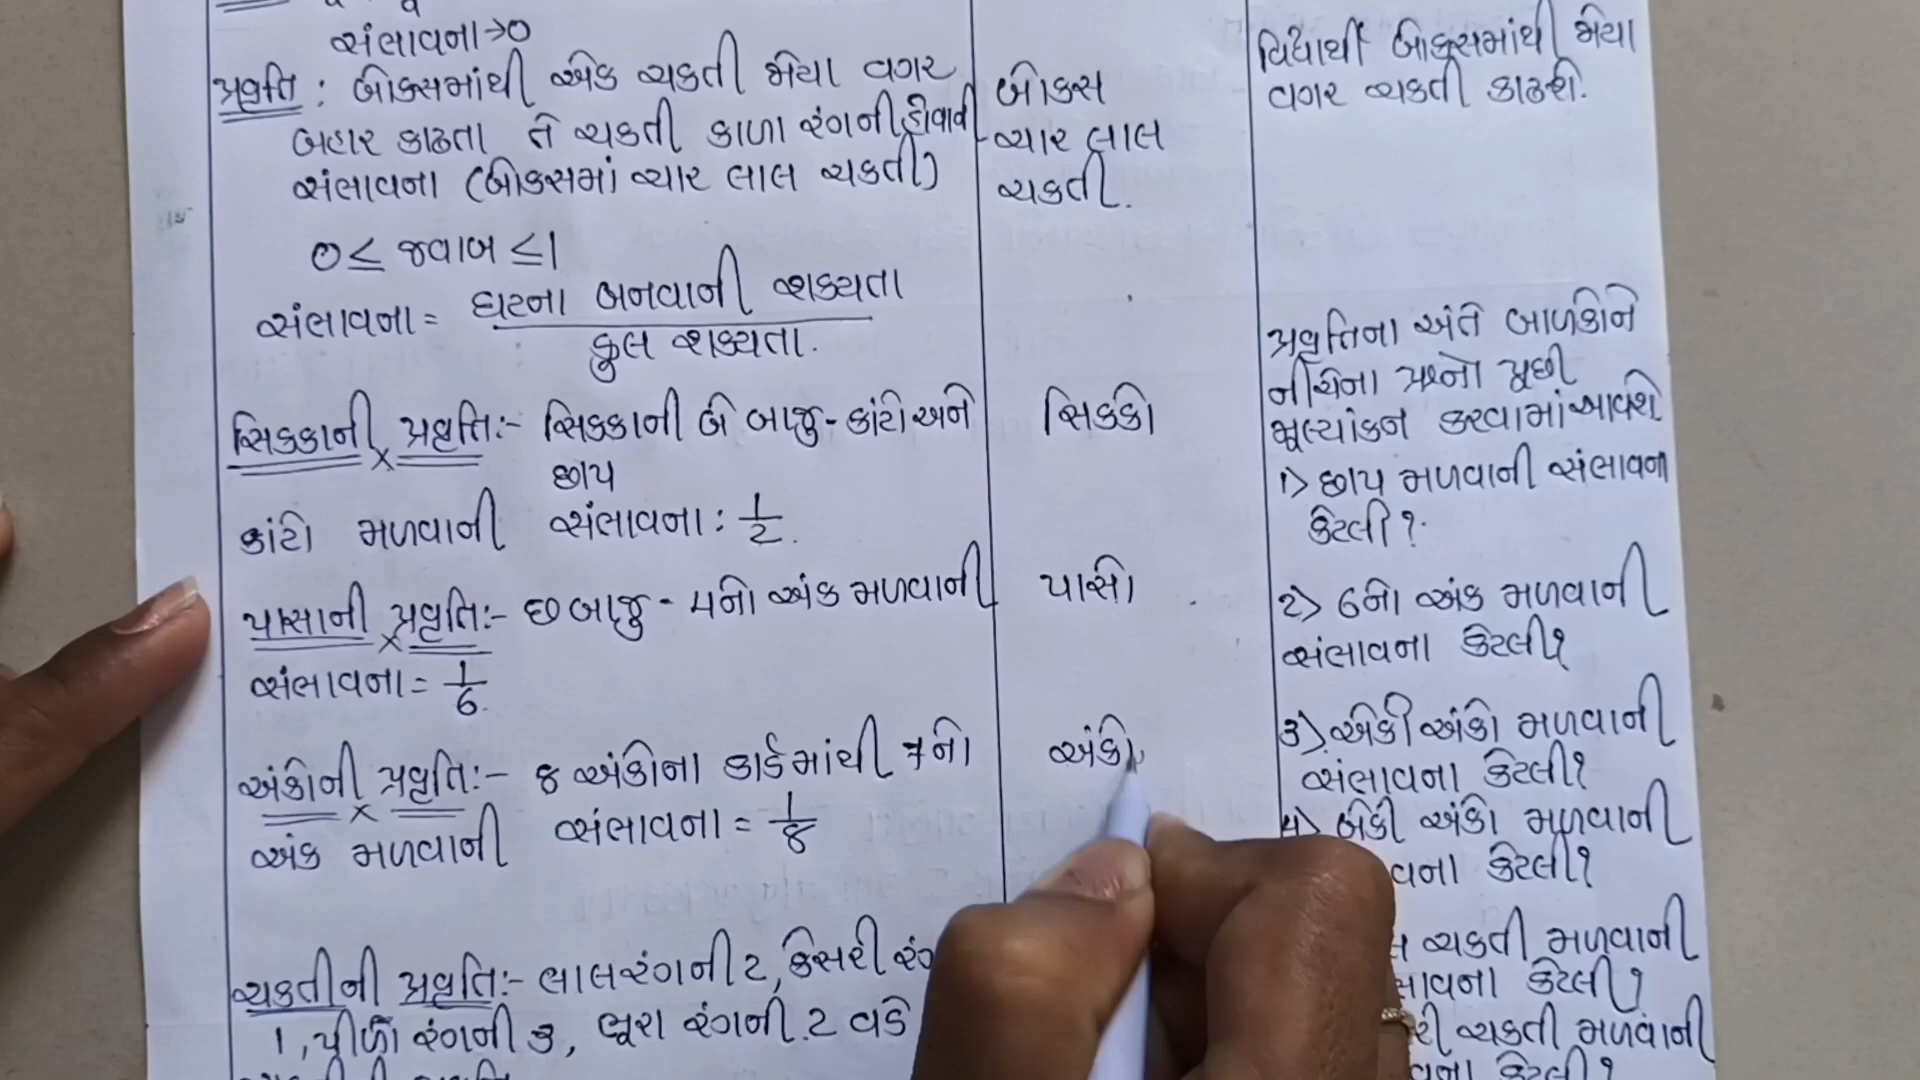 સંભાવના→0
પ્રવૃત્તિ : બોક્સમાંથી એક ચકતી જોયા વગર
બહાર કાઢતા તે ચકતી કાળા રંગની હોવાની
સંભાવના (બોક્સમાં ચાર લાલ ચકતી)
0 ≤ જવાબ ≤ 1
સંભાવના = ઘટના બનવાની શક્યતા
કુલ શક્યતા.
સિક્કાની પ્રવૃત્તિ:- સિક્કાની બે બાજુ - કાંટો અને
છાપ
કાંટો મળવાની સંભાવના : 1/2.
પાસાની પ્રવૃત્તિ:- છ બાજુ - ૫નો અંક મળવાની
સંભાવના = 1/6.
અંકોની પ્રવૃત્તિ:- ૪ અંકોના કાર્ડમાંથી 7નો
અંક મળવાની સંભાવના = 1/8
ચકતીની પ્રવૃત્તિ:- લાલરંગની 2, કેસરી રંગ
1, પીળા રંગની 3, ભૂરા રંગની 2 વડે
બોક્સ
ચાર લાલ
ચકતી.
સિક્કો
પાસો
અંકો,
વિદ્યાર્થી બોક્સમાંથી જોયા
વગર ચકતી કાઢશે.
પ્રવૃત્તિના અંતે બાળકોને
નીચેના પ્રશ્નો પૂછી
મૂલ્યાંકન કરવામાં આવશે
1) છાપ મળવાની સંભાવના
કેટલી?
2) 6નો અંક મળવાની
સંભાવના કેટલી?
3) એકી અંકો મળવાની
સંભાવના કેટલી?
4) બેકી અંકો મળવાની
વના કેટલી?
ચકતી મળવાની
ભાવના કેટલી?
રી ચકતી મળવાની
વના કેટલી?